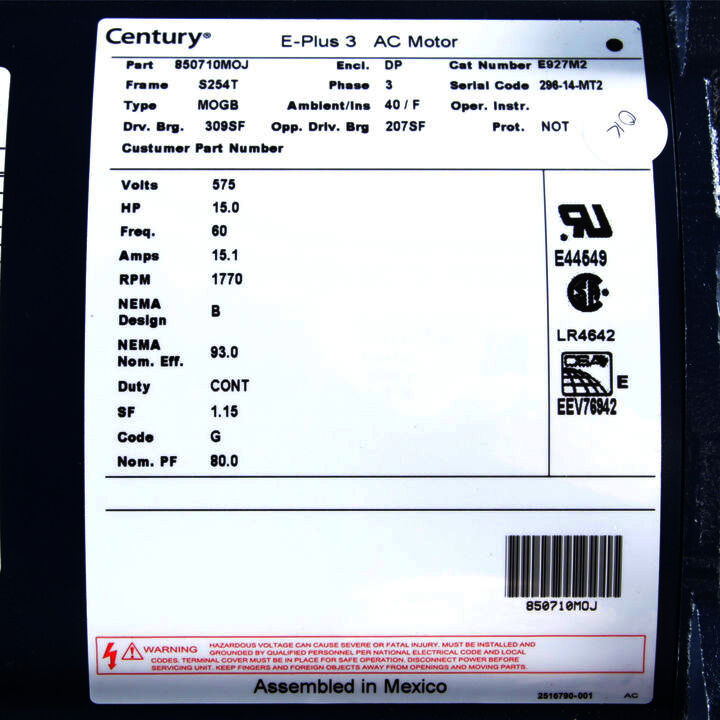 Century®
E-Plus 3 AC Motor
Part 850710MOJ Encl. DP Cat Number E927M2
Frame S254T Phase 3 Serial Code 296-14-MT2
Type MOGB Ambient/Ins 40 / F Oper. Instr.
Drv. Brg. 309SF Opp. Driv. Brg 207SF Prot. NOT
OK
Custumer Part Number
Volts 575
HP 15.0
Freq. 60
Amps 15.1
RPM 1770
NEMA
Design B
NEMA
Nom. Eff. 93.0
Duty CONT
SF 1.15
Code G
Nom. PF 80.0
E44549
LR4642
E
EEV76942
850710MOJ
WARNING HAZARDOUS VOLTAGE CAN CAUSE SEVERE OR FATAL INJURY. MUST BE INSTALLED AND
GROUNDED BY QUALIFIED PERSONNEL PER NATIONAL ELECTRICAL CODE AND LOCAL
CODES. TERMINAL COVER MUST BE IN PLACE FOR SAFE OPERATION. DISCONNECT POWER BEFORE
SERVICING UNIT. KEEP FINGERS AND FOREIGN OBJECTS AWAY FROM OPENINGS AND MOVING PARTS.
Assembled in Mexico
2516790-001 AC